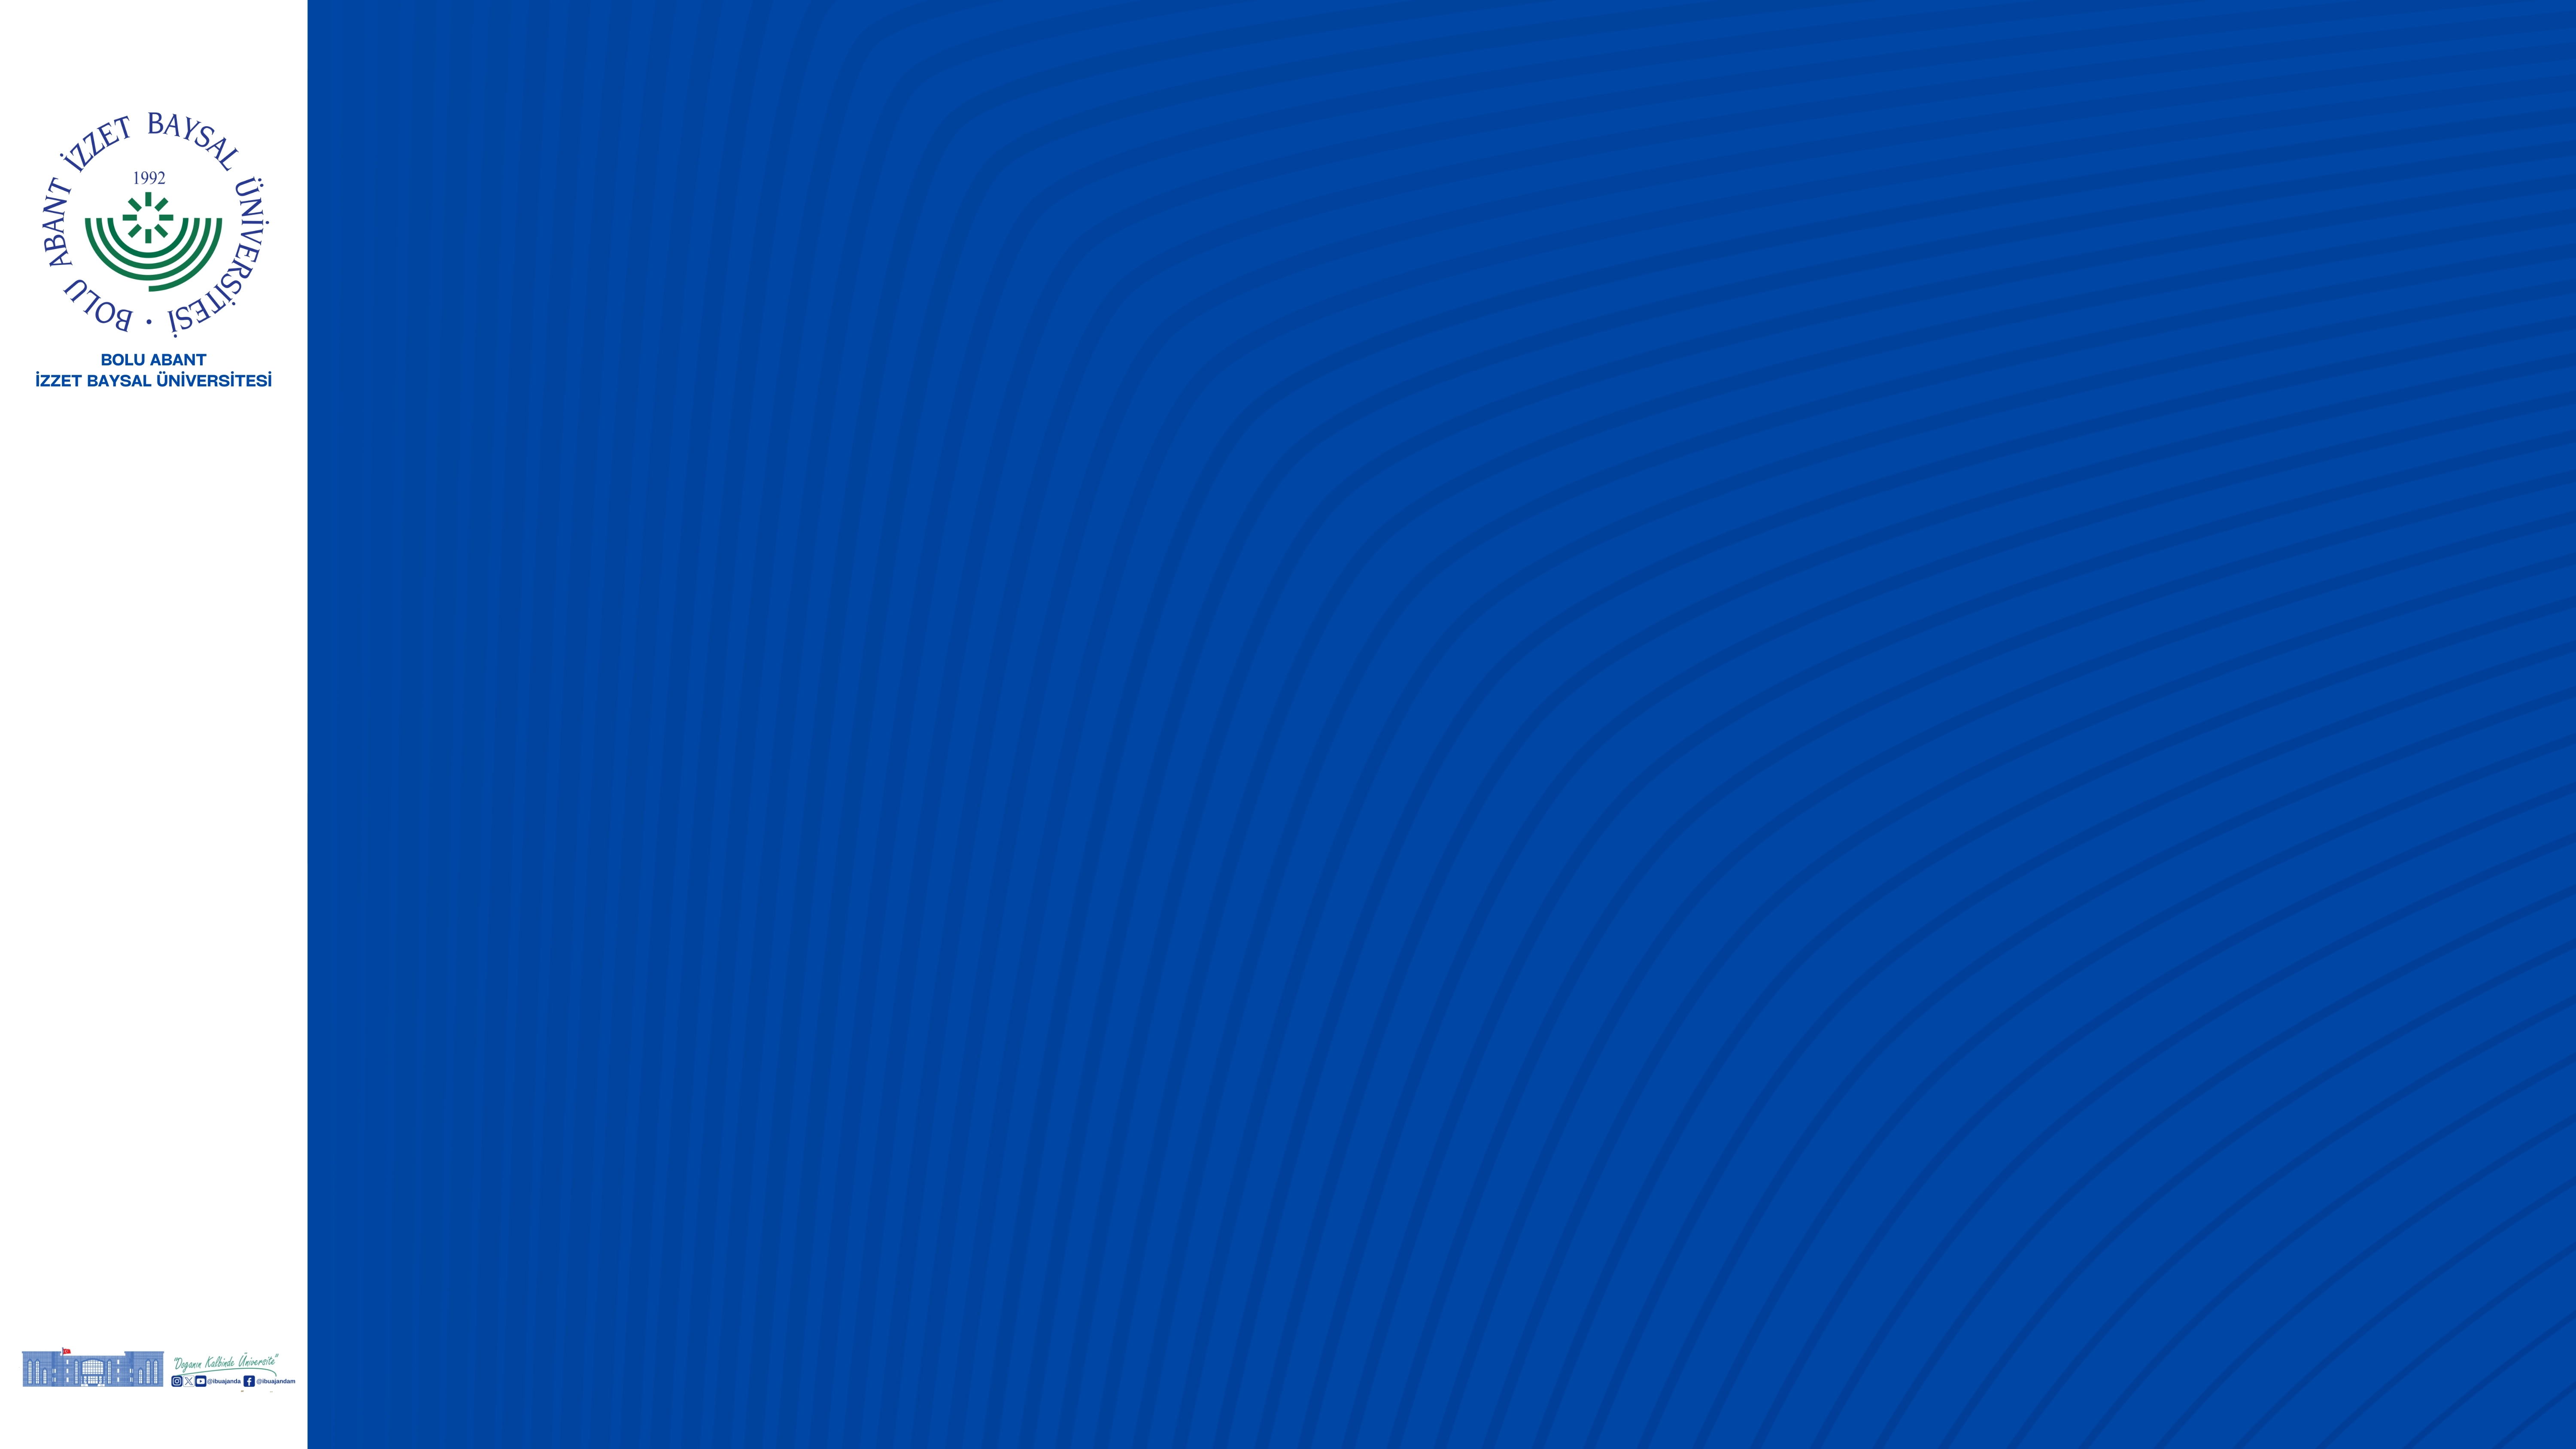 BOLU ABANT İZZET BAYSAL ÜNİVERSİTESİ •
1992
BOLU ABANT
İZZET BAYSAL ÜNİVERSİTESİ
"Doğanın Kalbinde Üniversite"
@ibuajanda @ibuajandam